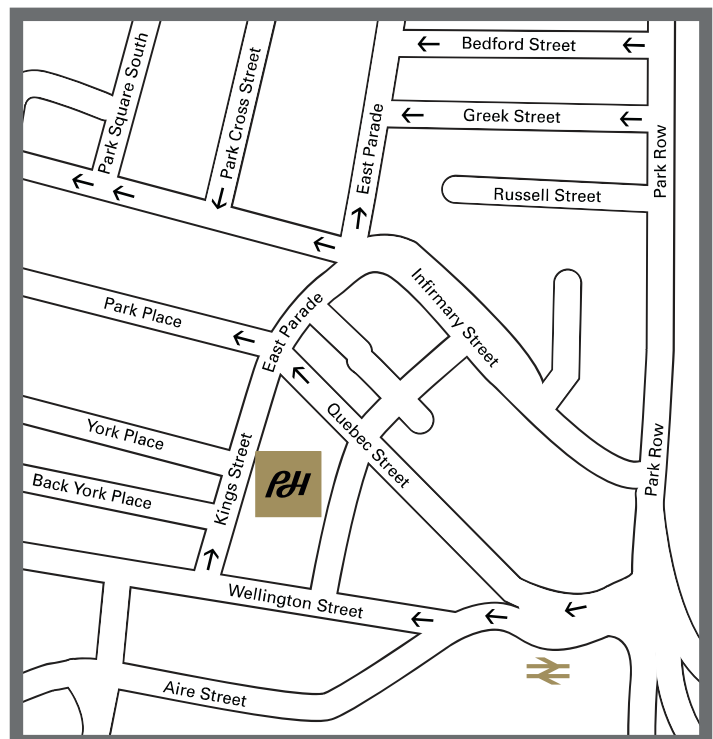 Bedford Street
Park Square South
Park Cross Street
Greek Street
East Parade
Park Row
Russell Street
Infirmary Street
Park Place
East Parade
Quebec Street
York Place
Park Row
Kings Street
PH
Back York Place
Wellington Street
Aire Street